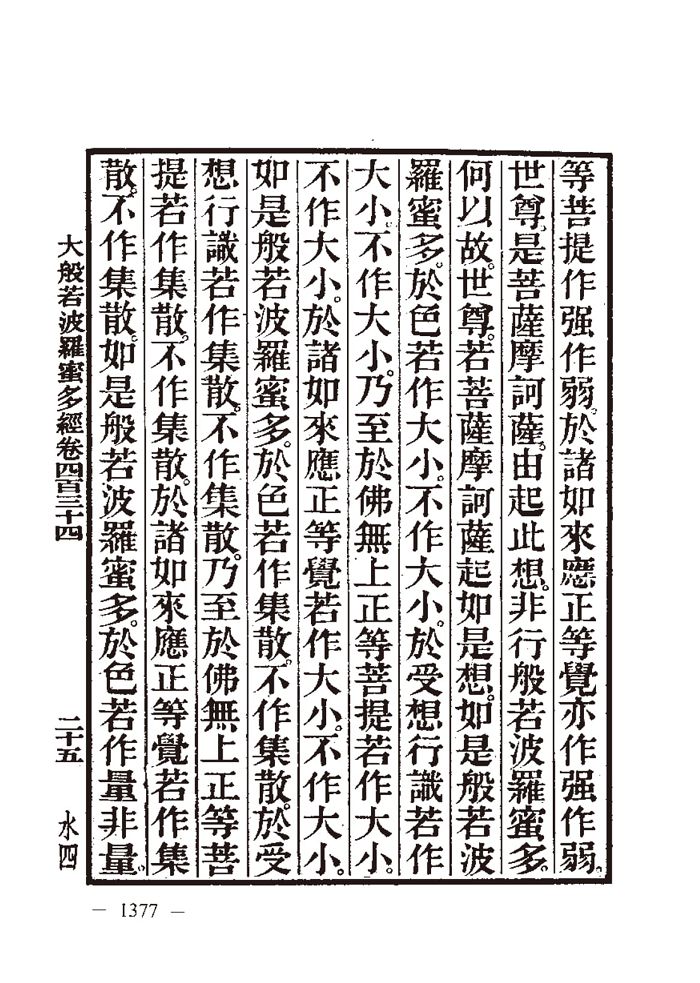 等菩提作强作弱。於諸如來應正等覺亦作强作弱。
世尊。是菩薩摩訶薩。由起此想。非行般若波羅蜜多。
何以故。世尊。若菩薩摩訶薩起如是想。如是般若波
羅蜜多。於色若作大小。不作大小。於受想行識若作
大小。不作大小。乃至於佛無上正等菩提若作大小。
不作大小。於諸如來應正等覺若作大小。不作大小。
如是般若波羅蜜多。於色若作集散。不作集散。於受
想行識若作集散。不作集散。乃至於佛無上正等菩
提若作集散。不作集散。於諸如來應正等覺若作集
散。不作集散。如是般若波羅蜜多。於色若作量非量。
大般若波羅蜜多經卷四百三十四 二十五 水四
— 1377 —